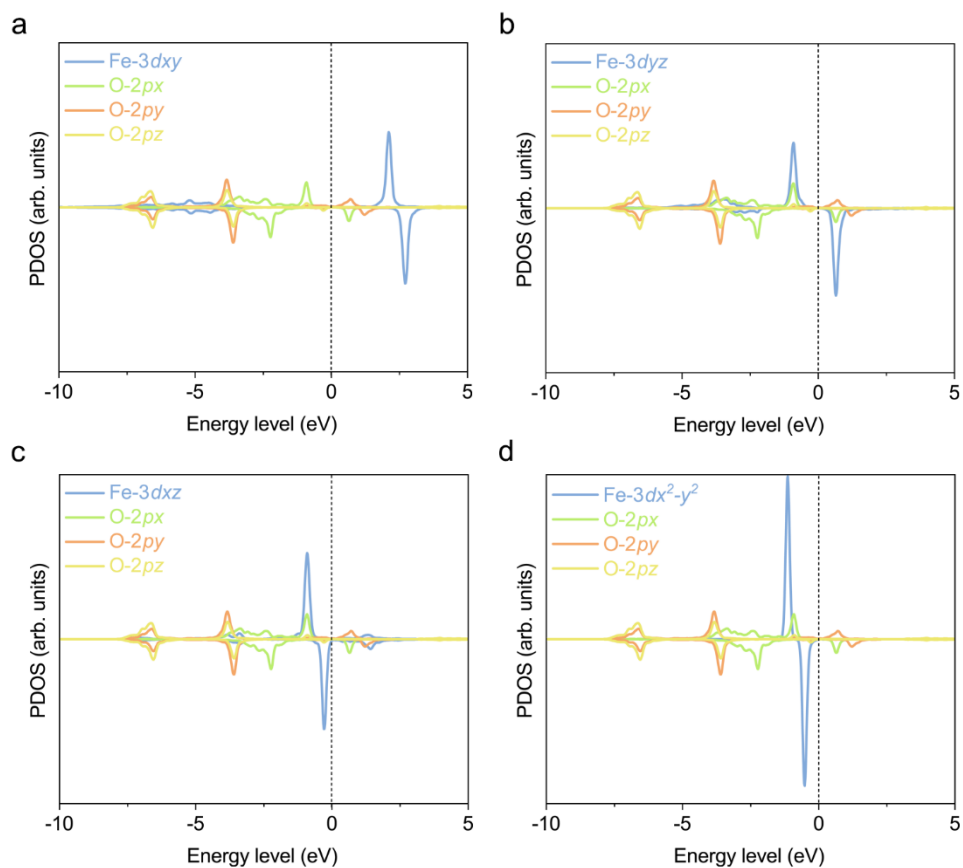 a
Fe-3dxy
O-2px
O-2py
O-2pz
PDOS (arb. units)
-10
-5
0
5
Energy level (eV)
b
Fe-3dyz
O-2px
O-2py
O-2pz
PDOS (arb. units)
-10
-5
0
5
Energy level (eV)
c
Fe-3dxz
O-2px
O-2py
O-2pz
PDOS (arb. units)
-10
-5
0
5
Energy level (eV)
d
Fe-3dx²-y²
O-2px
O-2py
O-2pz
PDOS (arb. units)
-10
-5
0
5
Energy level (eV)